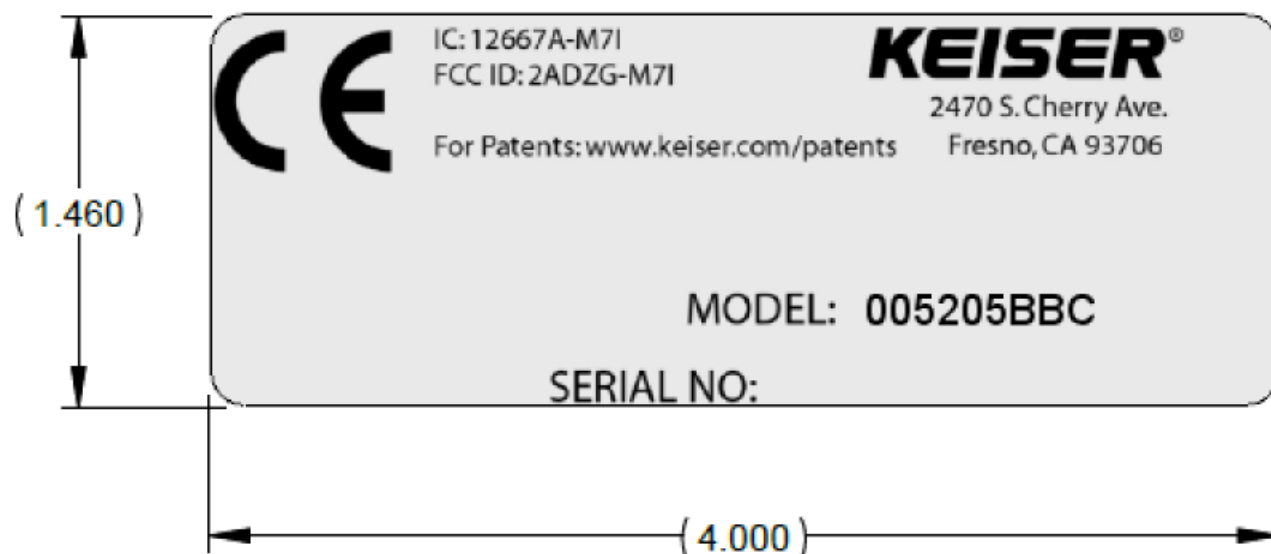 CE
IC: 12667A-M7I
FCC ID: 2ADZG-M7I
For Patents: www.keiser.com/patents
KEISER®
2470 S. Cherry Ave.
Fresno, CA 93706
(1.460)
MODEL: 005205BBC
SERIAL NO:
(4.000)